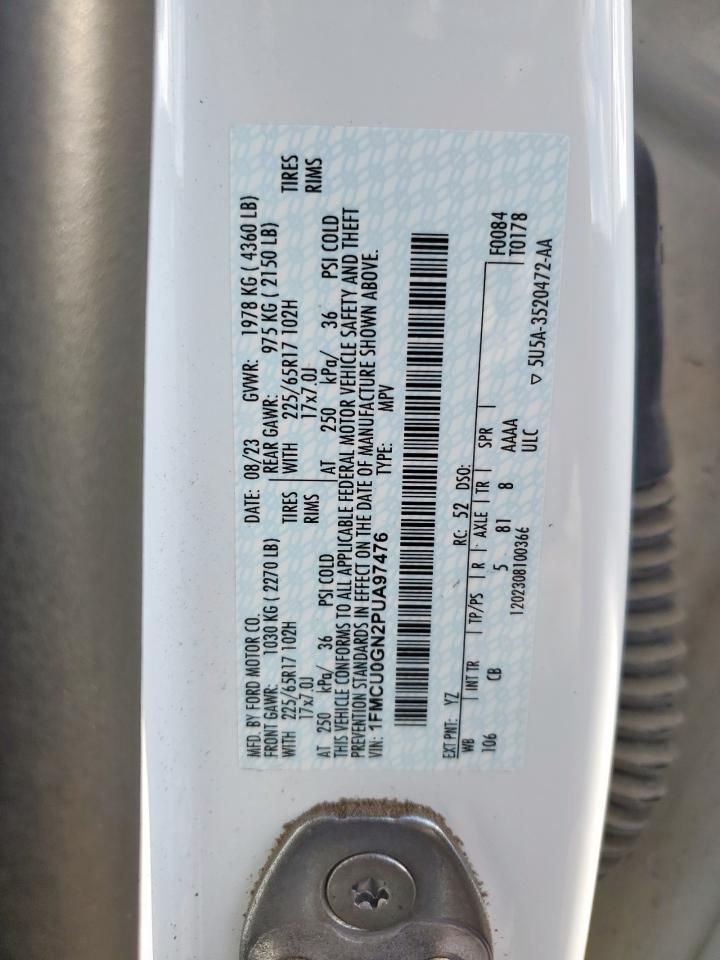 MFD. BY FORD MOTOR CO. DATE: 08/23 GVWR: 1978 KG ( 4360 LB)
FRONT GAWR: 1030 KG ( 2270 LB) REAR GAWR: 975 KG ( 2150 LB)
WITH 225/65R17 102H TIRES WITH 225/65R17 102H TIRES
17x7.0J RIMS 17x7.0J RIMS
AT 250 kPa/ 36 PSI COLD AT 250 kPa/ 36 PSI COLD
THIS VEHICLE CONFORMS TO ALL APPLICABLE FEDERAL MOTOR VEHICLE SAFETY AND THEFT
PREVENTION STANDARDS IN EFFECT ON THE DATE OF MANUFACTURE SHOWN ABOVE.
VIN: 1FMCU0GN2PUA97476 TYPE: MPV
EXT PNT: YZ RC: 52 DSO: F0084
WB INT TR TP/PS R AXLE TR SPR T0178
106 CB 5 81 8 AAAA
1202308100366 ULC ▽ 5U5A-3520472-AA